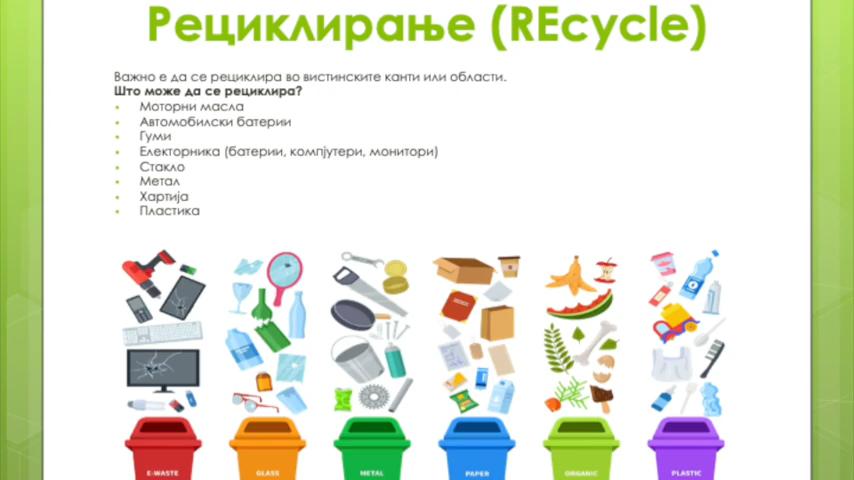 Рециклирање (REcycle)
Важно е да се рециклира во вистинските канти или области.
Што може да се рециклира?
• Моторни масла
• Автомобилски батерии
• Гуми
• Електорника (батерии, компјутери, монитори)
• Стакло
• Метал
• Хартија
• Пластика
E-WASTE GLASS METAL PAPER ORGANIC PLASTIC